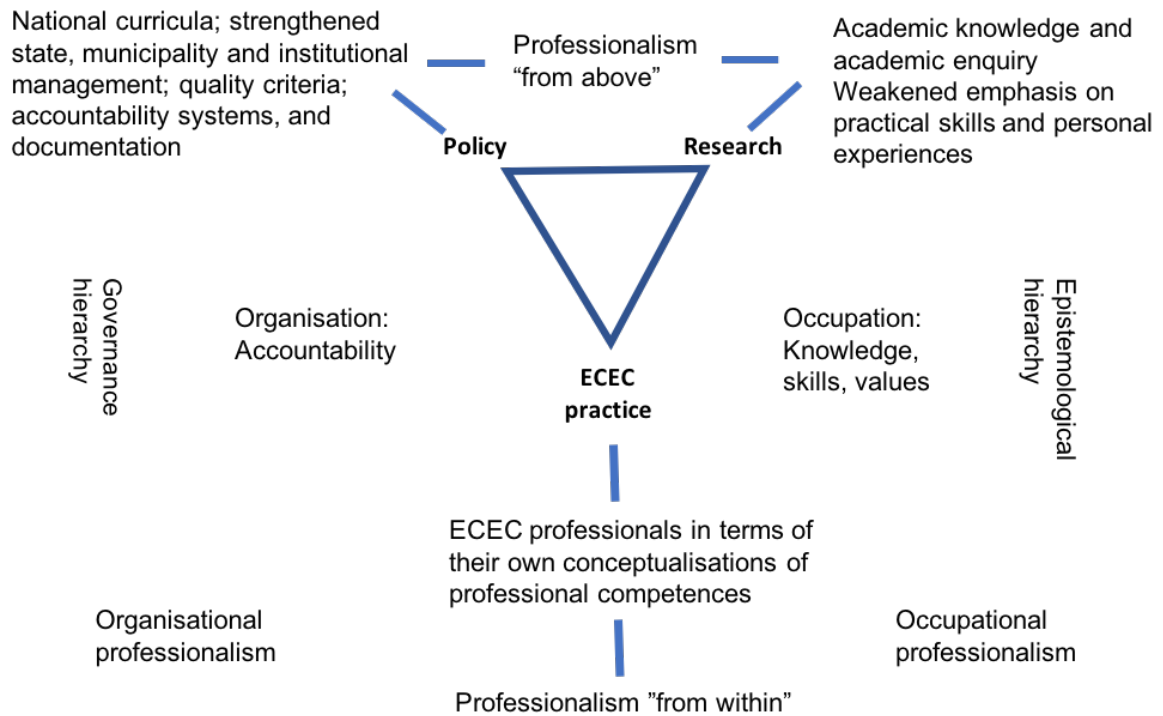 National curricula; strengthened
state, municipality and institutional
management; quality criteria;
accountability systems, and
documentation
Professionalism
“from above”
Academic knowledge and
academic enquiry
Weakened emphasis on
practical skills and personal
experiences
Policy
Research
Governance
hierarchy
Organisation:
Accountability
Occupation:
Knowledge,
skills, values
Epistemological
hierarchy
ECEC
practice
ECEC professionals in terms of
their own conceptualisations of
professional competences
Organisational
professionalism
Occupational
professionalism
Professionalism ”from within”